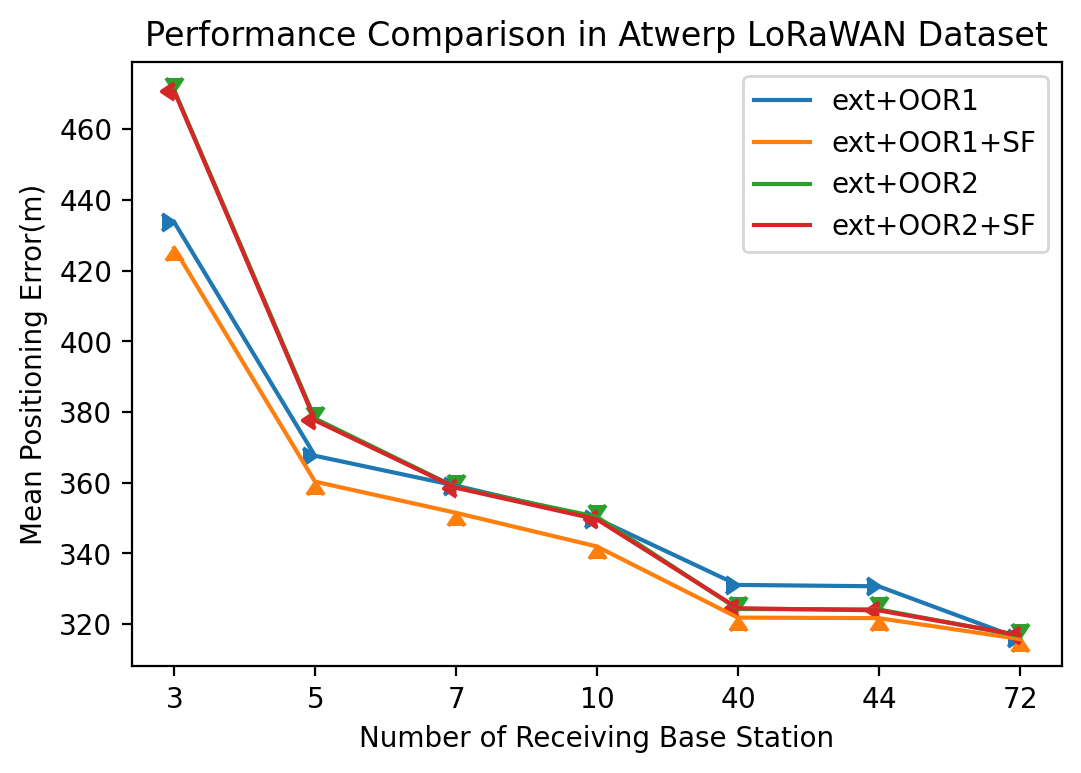 Performance Comparison in Atwerp LoRaWAN Dataset
ext+OOR1
ext+OOR1+SF
ext+OOR2
ext+OOR2+SF
Mean Positioning Error(m)
460
440
420
400
380
360
340
320
3 5 7 10 40 44 72
Number of Receiving Base Station